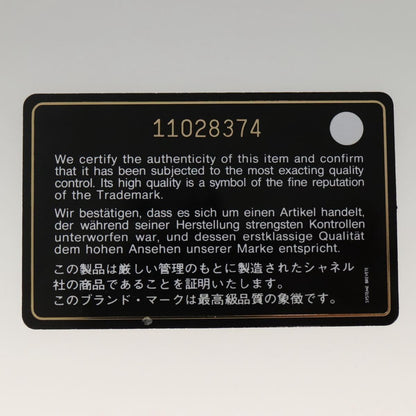 11028374
We certify the authenticity of this item and confirm
that it has been subjected to the most exacting quality
control. Its high quality is a symbol of the fine reputation
of the Trademark.
Wir bestätigen, dass es sich um einen Artikel handelt,
der während seiner Herstellung strengsten Kontrollen
unterworfen war, und dessen erstklassige Qualität
dem hohen Ansehen unserer Marke entspricht.
この製品は厳しい管理のもとに製造されたシャネル
社の商品であることを証明いたします。
このブランド・マークは最高級品質の象徴です。
SYSTEME BREVETE